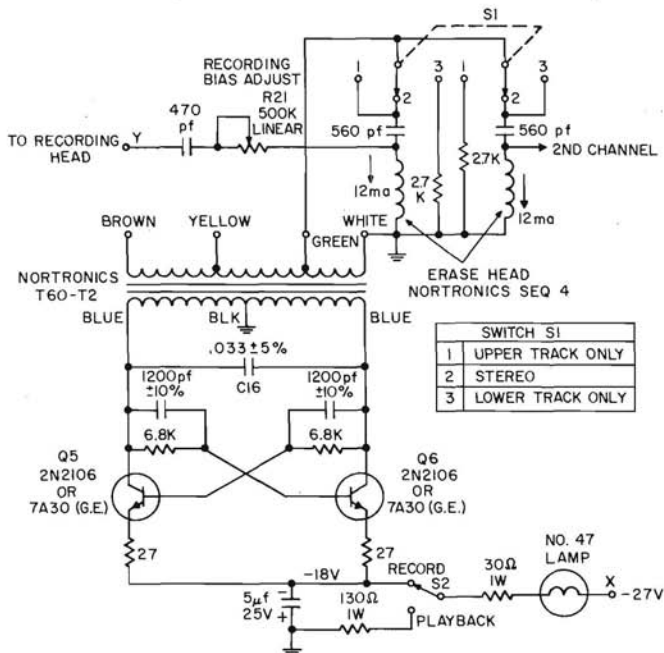 S1
RECORDING
BIAS ADJUST
R21
500K
LINEAR
470
pf
TO RECORDING
HEAD
Y
1
2
3
1
2
3
560 pf
560 pf
2ND CHANNEL
12ma
2.7
K
2.7K
12ma
BROWN
YELLOW
GREEN
WHITE
ERASE HEAD
NORTRONICS SEQ 4
NORTRONICS
T60-T2
BLUE
BLK
BLUE
SWITCH S1
1 UPPER TRACK ONLY
2 STEREO
3 LOWER TRACK ONLY
.033±5%
C16
1200pf
±10%
1200pf
±10%
6.8K
6.8K
Q5
2N2106
OR
7A30 (G.E.)
Q6
2N2106
OR
7A30 (G.E.)
27
27
-18V
RECORD
S2
PLAYBACK
5μf
25V
-
+
130Ω
1W
30Ω
1W
NO. 47
LAMP
X
-27V